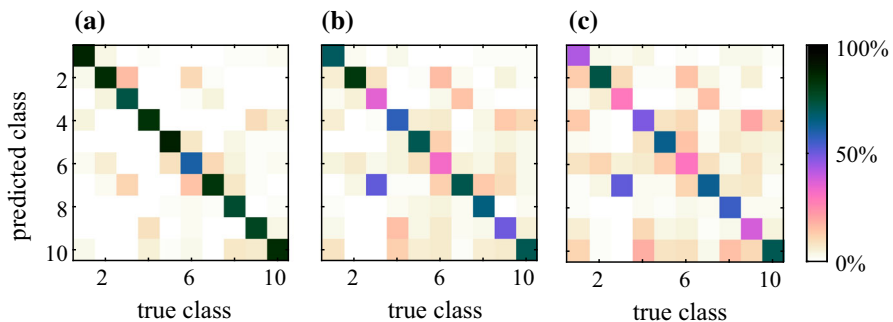 (a) (b) (c)
predicted class
2
4
6
8
10
2 6 10
true class
2 6 10
true class
2 6 10
true class
100%
50%
0%